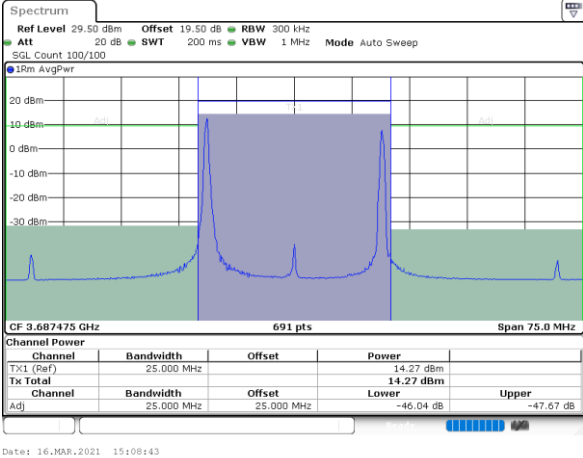 Spectrum
Ref Level 29.50 dBm Offset 19.50 dB RBW 300 kHz
Att 20 dB SWT 200 ms VBW 1 MHz Mode Auto Sweep
SGL Count 100/100
1Rm AvgPwr
20 dBm
TX1
Adj Adj
10 dBm
0 dBm
-10 dBm
-20 dBm
-30 dBm
CF 3.687475 GHz 691 pts Span 75.0 MHz
Channel Power
Channel Bandwidth Offset Power
TX1 (Ref) 25.000 MHz 14.27 dBm
Tx Total 14.27 dBm
Channel Bandwidth Offset Lower Upper
Adj 25.000 MHz 25.000 MHz -46.04 dB -47.67 dB
Date: 16.MAR.2021 15:08:43